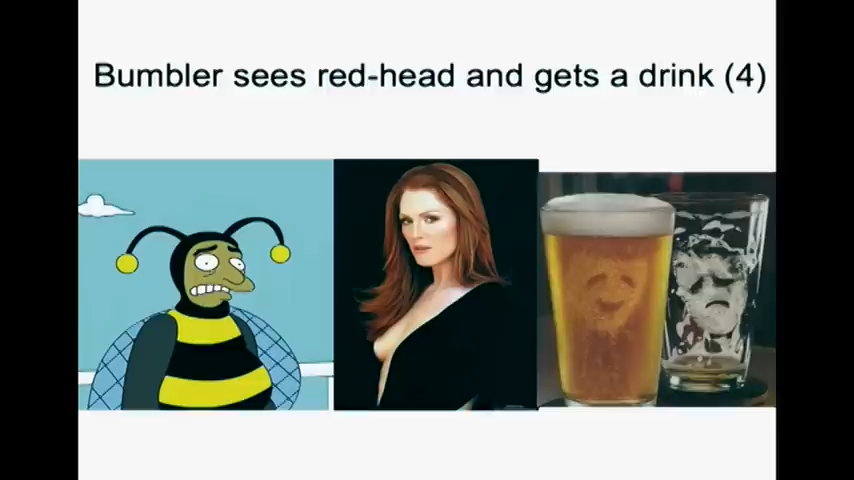 Bumbler sees red-head and gets a drink (4)